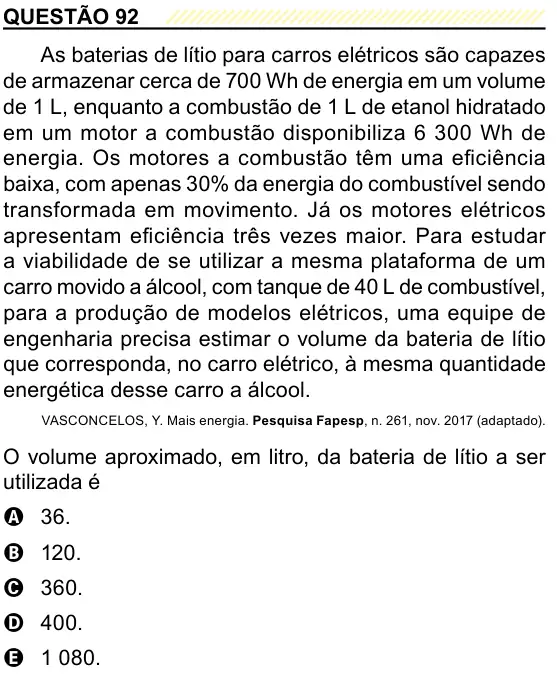 QUESTÃO 92
As baterias de lítio para carros elétricos são capazes
de armazenar cerca de 700 Wh de energia em um volume
de 1 L, enquanto a combustão de 1 L de etanol hidratado
em um motor a combustão disponibiliza 6 300 Wh de
energia. Os motores a combustão têm uma eficiência
baixa, com apenas 30% da energia do combustível sendo
transformada em movimento. Já os motores elétricos
apresentam eficiência três vezes maior. Para estudar
a viabilidade de se utilizar a mesma plataforma de um
carro movido a álcool, com tanque de 40 L de combustível,
para a produção de modelos elétricos, uma equipe de
engenharia precisa estimar o volume da bateria de lítio
que corresponda, no carro elétrico, à mesma quantidade
energética desse carro a álcool.
VASCONCELOS, Y. Mais energia. Pesquisa Fapesp, n. 261, nov. 2017 (adaptado).
O volume aproximado, em litro, da bateria de lítio a ser
utilizada é
A 36.
B 120.
C 360.
D 400.
E 1 080.